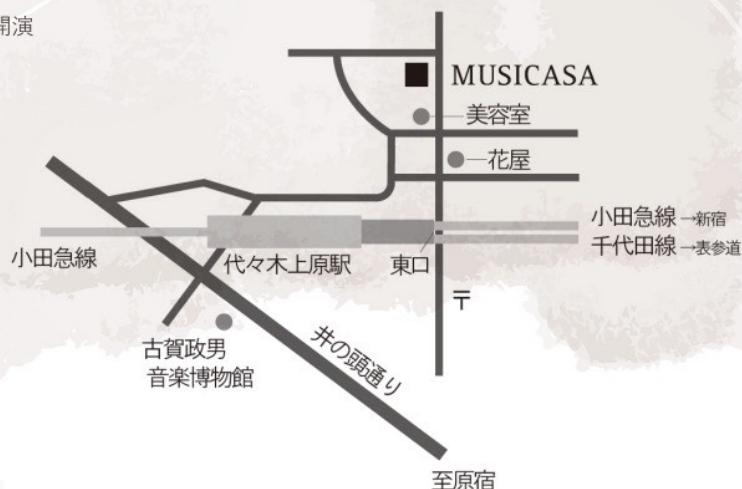 開演
MUSICASA
美容室
花屋
小田急線→新宿
千代田線→表参道
小田急線
代々木上原駅
東口
〒
古賀政男
音楽博物館
井の頭通り
至原宿